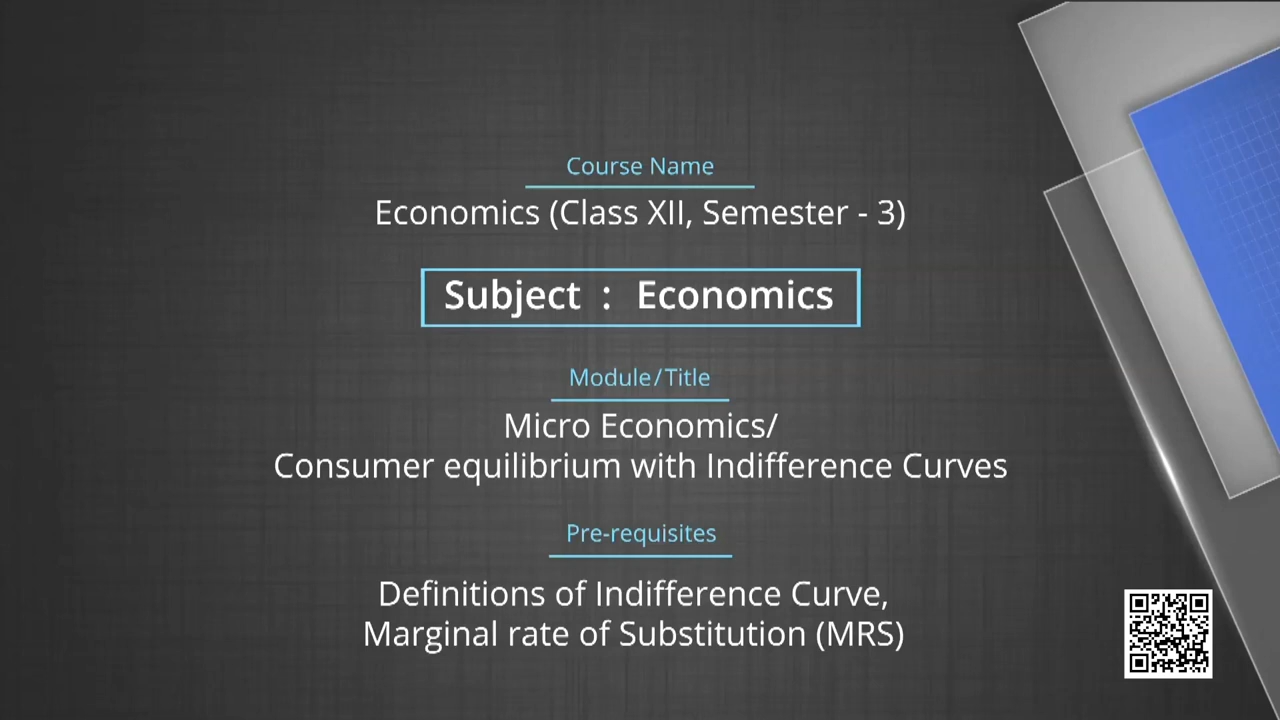 Course Name
Economics (Class XII, Semester - 3)
Subject : Economics
Module/Title
Micro Economics/
Consumer equilibrium with Indifference Curves
Pre-requisites
Definitions of Indifference Curve,
Marginal rate of Substitution (MRS)